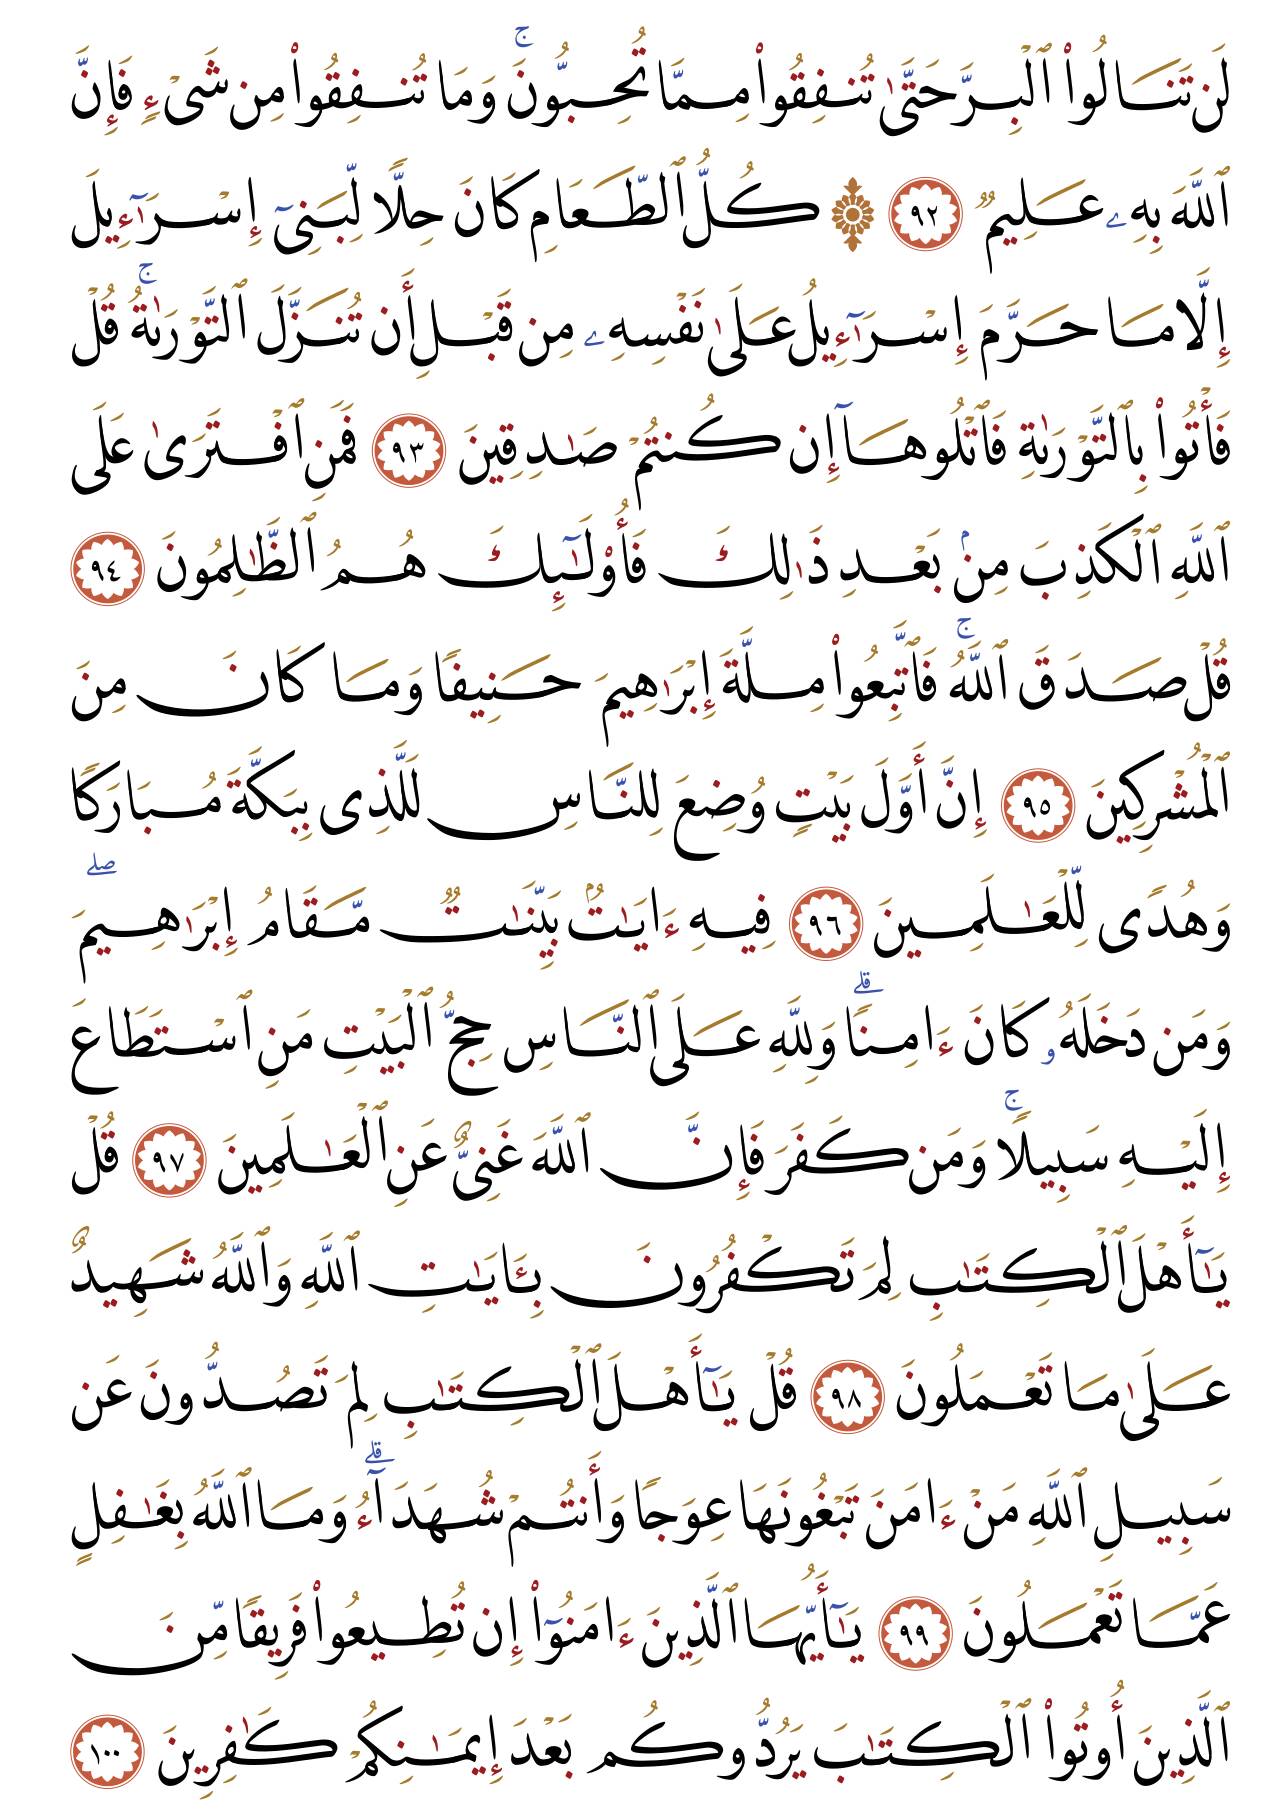 لَن تَنَالُوا۟ ٱلْبِرَّ حَتَّىٰ تُنفِقُوا۟ مِمَّا تُحِبُّونَ ۚ وَمَا تُنفِقُوا۟ مِن شَىْءٍ فَإِنَّ
ٱللَّهَ بِهِۦ عَلِيمٌ ٩٢ ۞ كُلُّ ٱلطَّعَامِ كَانَ حِلًّا لِّبَنِىٓ إِسْرَٰٓءِيلَ
إِلَّا مَا حَرَّمَ إِسْرَٰٓءِيلُ عَلَىٰ نَفْسِهِۦ مِن قَبْلِ أَن تُنَزَّلَ ٱلتَّوْرَىٰةُ ۚ قُلْ
فَأْتُوا۟ بِٱلتَّوْرَىٰةِ فَٱتْلُوهَآ إِن كُنتُمْ صَـٰدِقِينَ ٩٣ فَمَنِ ٱفْتَرَىٰ عَلَى
ٱللَّهِ ٱلْكَذِبَ مِنۢ بَعْدِ ذَٰلِكَ فَأُو۟لَـٰٓئِكَ هُمُ ٱلظَّـٰلِمُونَ ٩٤
قُلْ صَدَقَ ٱللَّهُ ۗ فَٱتَّبِعُوا۟ مِلَّةَ إِبْرَٰهِيمَ حَنِيفًا وَمَا كَانَ مِنَ
ٱلْمُشْرِكِينَ ٩٥ إِنَّ أَوَّلَ بَيْتٍ وُضِعَ لِلنَّاسِ لَلَّذِى بِبَكَّةَ مُبَارَكًا
وَهُدًى لِّلْعَـٰلَمِينَ ٩٦ فِيهِ ءَايَـٰتٌۢ بَيِّنَـٰتٌ مَّقَامُ إِبْرَٰهِيمَ ۖ
وَمَن دَخَلَهُۥ كَانَ ءَامِنًا ۗ وَلِلَّهِ عَلَى ٱلنَّاسِ حِجُّ ٱلْبَيْتِ مَنِ ٱسْتَطَاعَ
إِلَيْهِ سَبِيلًا ۚ وَمَن كَفَرَ فَإِنَّ ٱللَّهَ غَنِىٌّ عَنِ ٱلْعَـٰلَمِينَ ٩٧ قُلْ
يَـٰٓأَهْلَ ٱلْكِتَـٰبِ لِمَ تَكْفُرُونَ بِـَٔايَـٰتِ ٱللَّهِ وَٱللَّهُ شَهِيدٌ
عَلَىٰ مَا تَعْمَلُونَ ٩٨ قُلْ يَـٰٓأَهْلَ ٱلْكِتَـٰبِ لِمَ تَصُدُّونَ عَن
سَبِيلِ ٱللَّهِ مَنْ ءَامَنَ تَبْغُونَهَا عِوَجًا وَأَنتُمْ شُهَدَآءُ ۗ وَمَا ٱللَّهُ بِغَـٰفِلٍ
عَمَّا تَعْمَلُونَ ٩٩ يَـٰٓأَيُّهَا ٱلَّذِينَ ءَامَنُوٓا۟ إِن تُطِيعُوا۟ فَرِيقًا مِّنَ
ٱلَّذِينَ أُوتُوا۟ ٱلْكِتَـٰبَ يَرُدُّوكُم بَعْدَ إِيمَـٰنِكُمْ كَـٰفِرِينَ ١٠٠